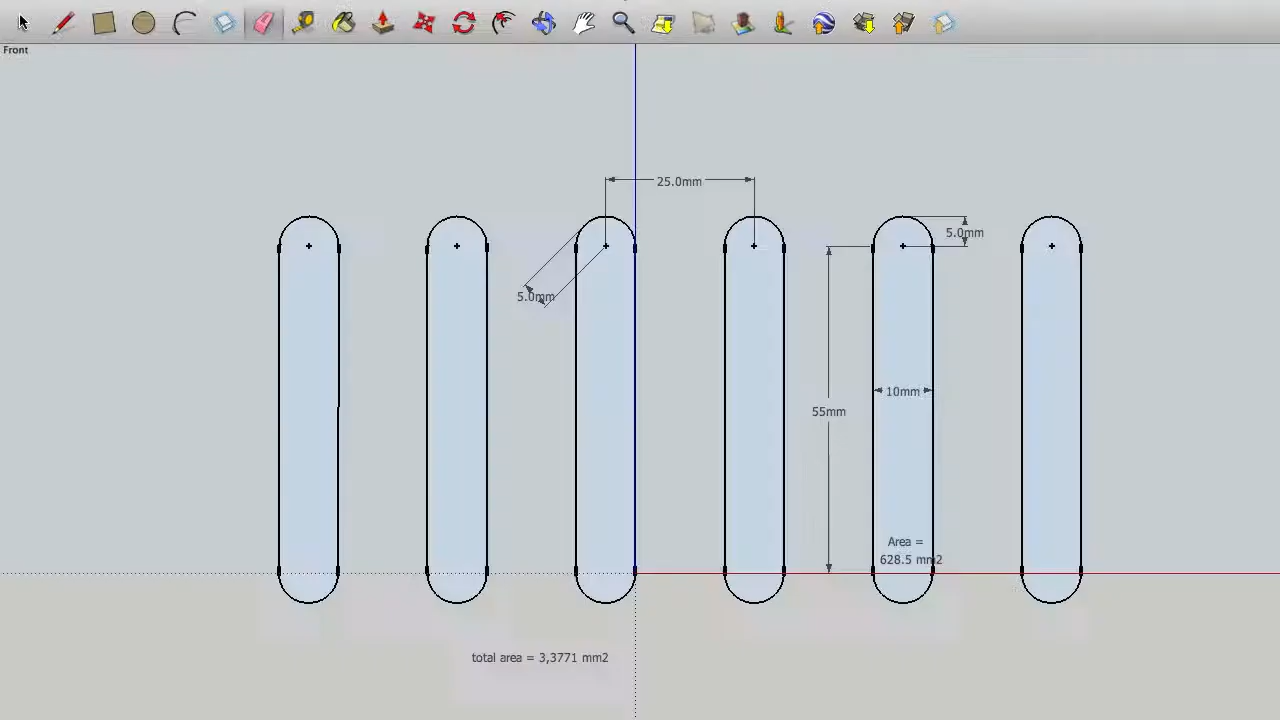 Front
25.0mm
5.0mm
5.0mm
10mm
55mm
Area =
628.5 mm2
total area = 3,3771 mm2